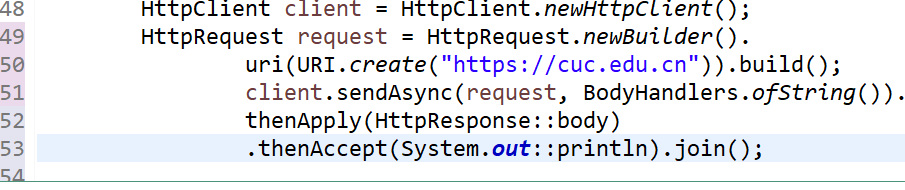 48 HttpClient client = HttpClient.newHttpClient();
49 HttpRequest request = HttpRequest.newBuilder().
50 uri(URI.create("https://cuc.edu.cn")).build();
51 client.sendAsync(request, BodyHandlers.ofString()).
52 thenApply(HttpResponse::body)
53 .thenAccept(System.out::println).join();
54